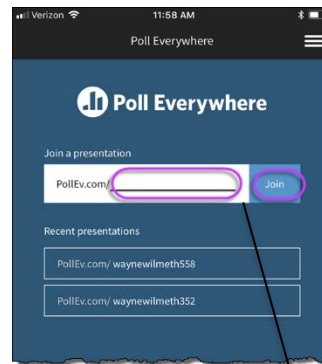 Verizon 11:58 AM
Poll Everywhere
Poll Everywhere
Join a presentation
PollEv.com/ Join
Recent presentations
PollEv.com/ waynewilmeth558
PollEv.com/ waynewilmeth352